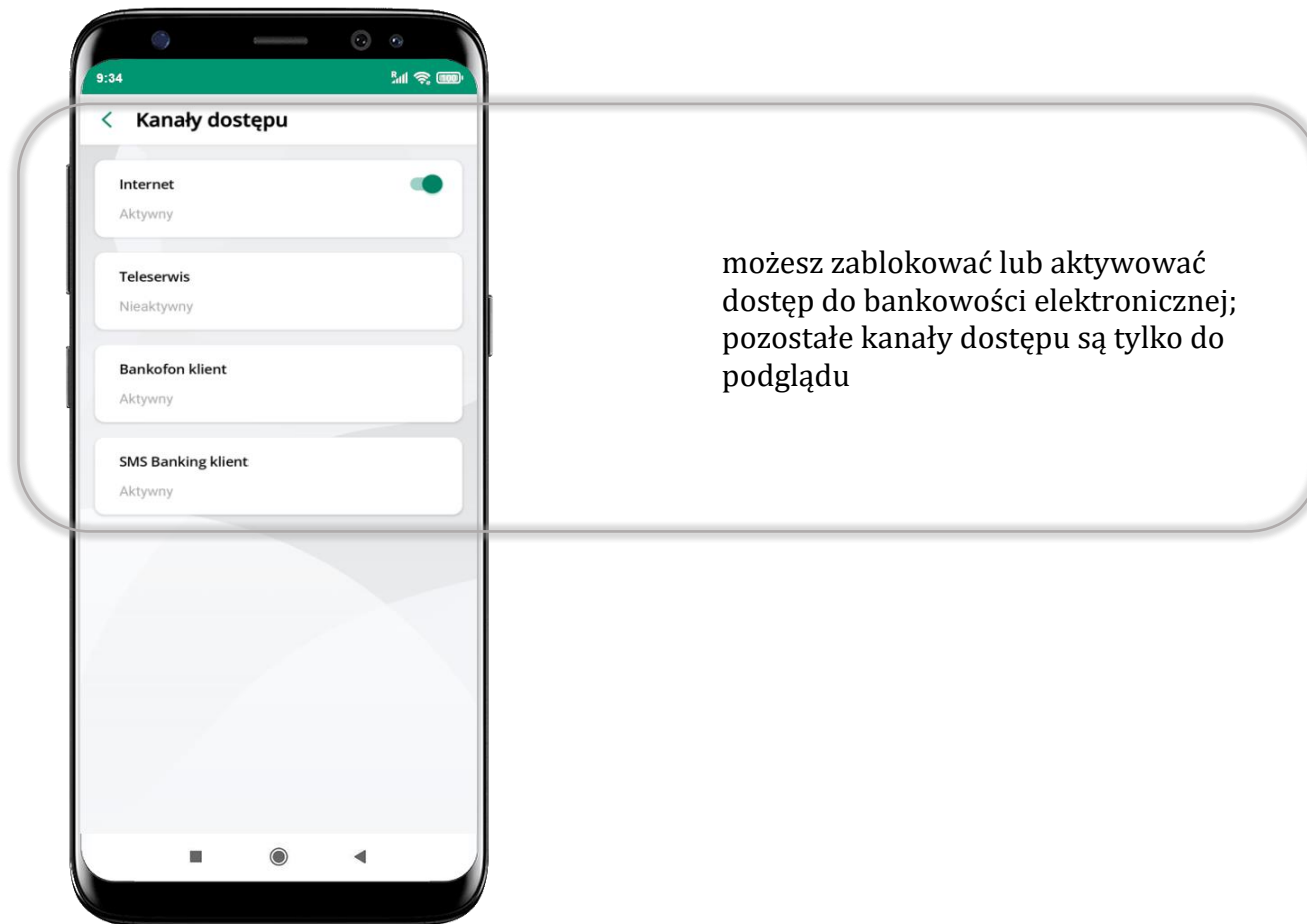 9:34
Kanały dostępu
Internet
Aktywny
Teleserwis
Nieaktywny
Bankofon klient
Aktywny
SMS Banking klient
Aktywny
możesz zablokować lub aktywować
dostęp do bankowości elektronicznej;
pozostałe kanały dostępu są tylko do
podglądu